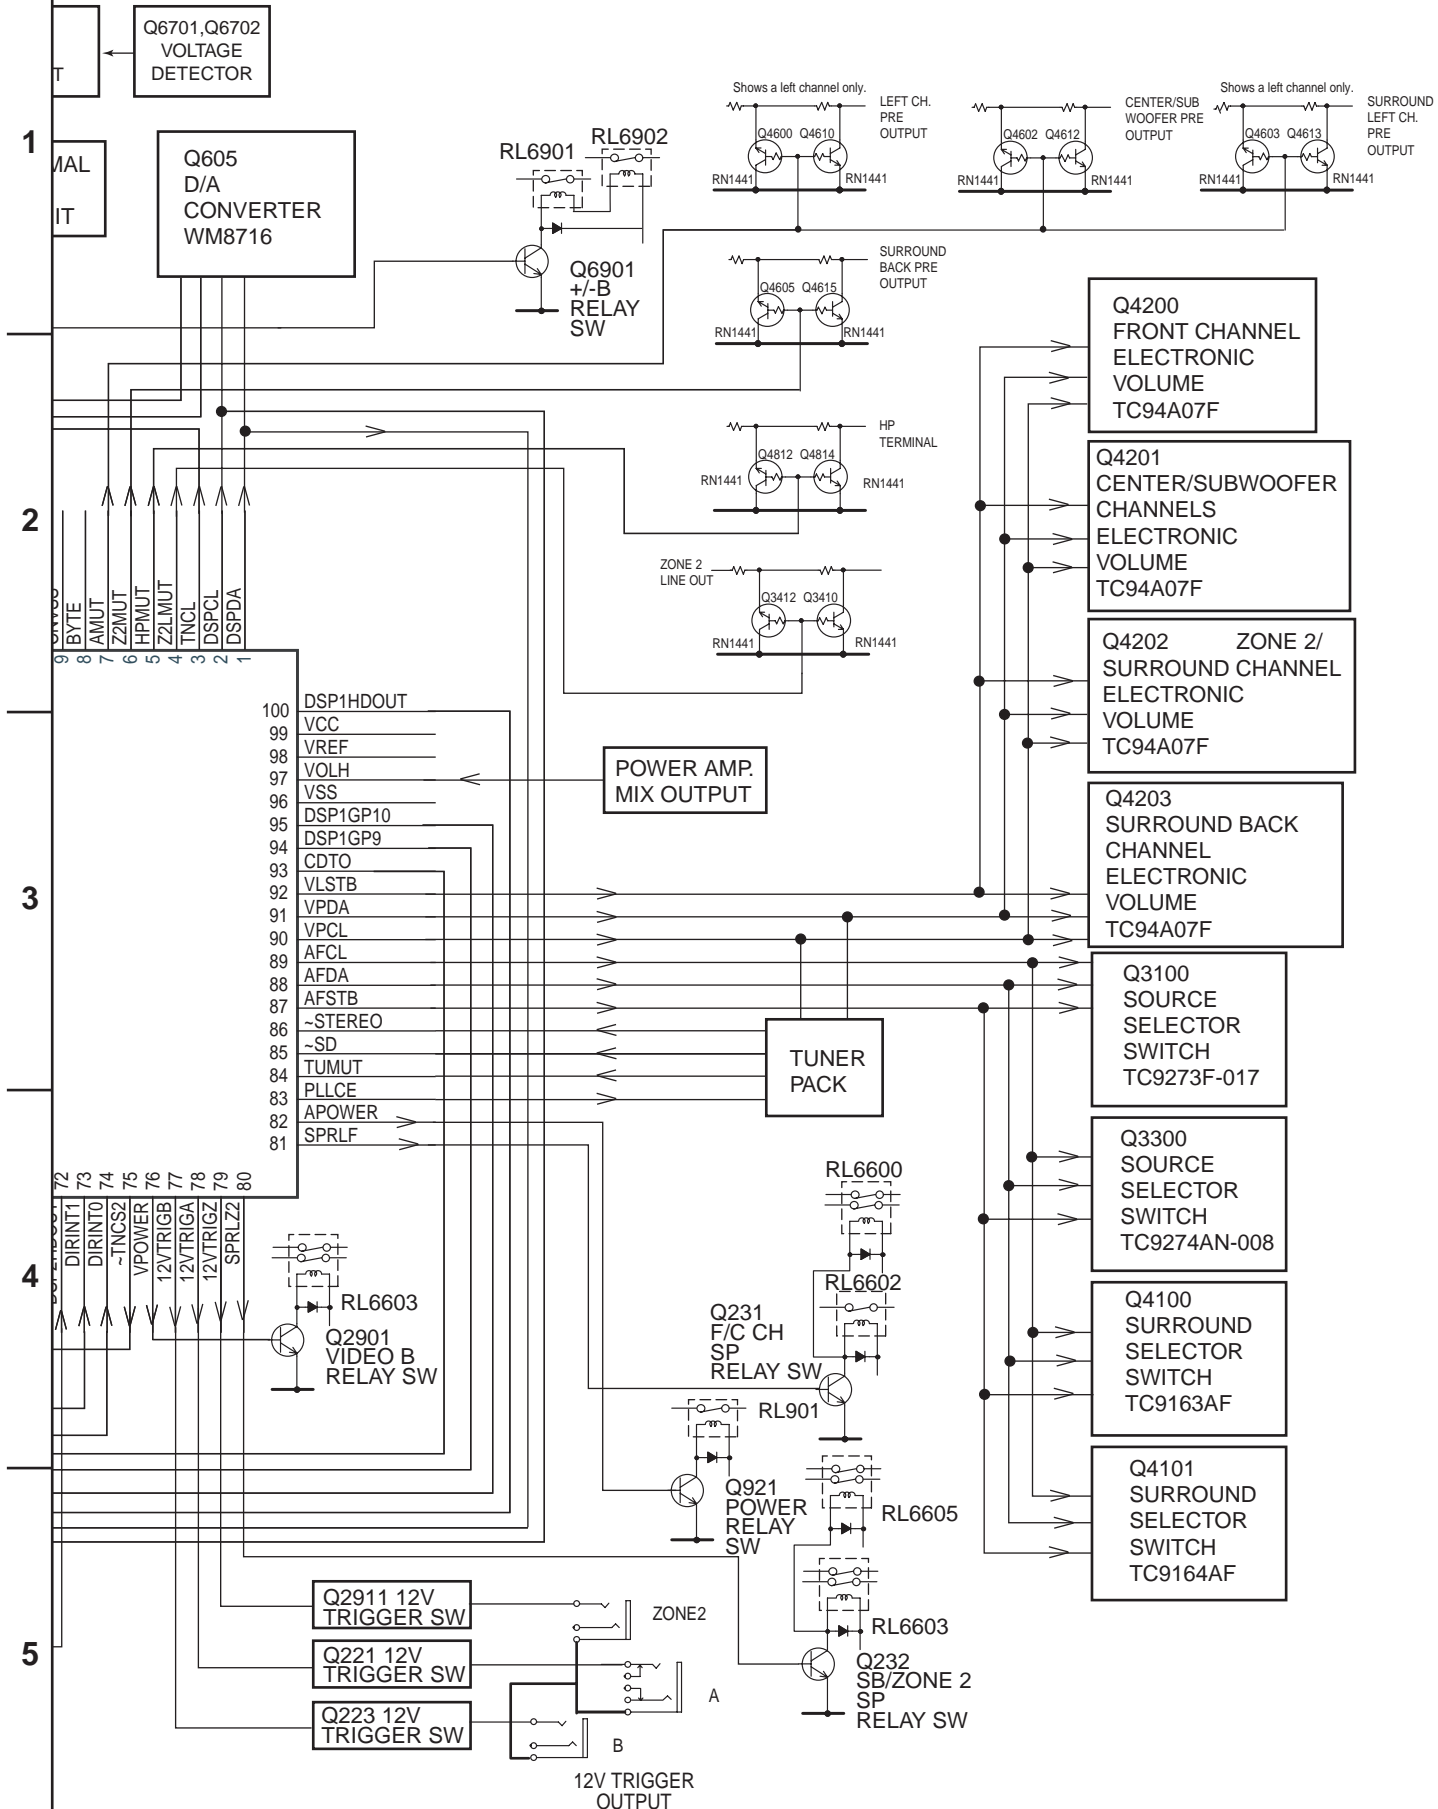 Q6701,Q6702
VOLTAGE
DETECTOR
T
1
MAL
IT
Q605
D/A
CONVERTER
WM8716
RL6901
RL6902
Q6901
+/-B
RELAY
SW
Shows a left channel only.
LEFT CH.
PRE
OUTPUT
Q4600 Q4610
RN1441
RN1441
CENTER/SUB
WOOFER PRE
OUTPUT
Q4602 Q4612
RN1441
RN1441
Shows a left channel only.
SURROUND
LEFT CH.
PRE
OUTPUT
Q4603 Q4613
RN1441
RN1441
SURROUND
BACK PRE
OUTPUT
Q4605 Q4615
RN1441
RN1441
HP
TERMINAL
Q4812 Q4814
RN1441
RN1441
ZONE 2
LINE OUT
Q3412 Q3410
RN1441
RN1441
Q4200
FRONT CHANNEL
ELECTRONIC
VOLUME
TC94A07F
Q4201
CENTER/SUBWOOFER
CHANNELS
ELECTRONIC
VOLUME
TC94A07F
Q4202 ZONE 2/
SURROUND CHANNEL
ELECTRONIC
VOLUME
TC94A07F
Q4203
SURROUND BACK
CHANNEL
ELECTRONIC
VOLUME
TC94A07F
2
BYTE
AMUT
Z2MUT
HPMUT
Z2LMUT
TNCL
DSPCL
DSPDA
9
8
7
6
5
4
3
2
1
100 DSP1HDOUT
99 VCC
98 VREF
97 VOLH
96 VSS
95 DSP1GP10
94 DSP1GP9
93 CDTO
92 VLSTB
91 VPDA
90 VPCL
89 AFCL
88 AFDA
87 AFSTB
86 ~STEREO
85 ~SD
84 TUMUT
83 PLLCE
82 APOWER
81 SPRLF
POWER AMP.
MIX OUTPUT
3
TUNER
PACK
Q3100
SOURCE
SELECTOR
SWITCH
TC9273F-017
Q3300
SOURCE
SELECTOR
SWITCH
TC9274AN-008
Q4100
SURROUND
SELECTOR
SWITCH
TC9163AF
Q4101
SURROUND
SELECTOR
SWITCH
TC9164AF
4
72
73
74
75
76
77
78
79
80
DIRINT1
DIRINT0
~TNCS2
VPOWER
12VTRIGB
12VTRIGA
12VTRIGZ
SPRLZ2
RL6603
Q2901
VIDEO B
RELAY SW
RL6600
RL6602
Q231
F/C CH
SP
RELAY SW
RL901
Q921
POWER
RELAY
SW
RL6605
RL6603
Q232
SB/ZONE 2
SP
RELAY SW
5
Q2911 12V
TRIGGER SW
Q221 12V
TRIGGER SW
Q223 12V
TRIGGER SW
ZONE2
A
B
12V TRIGGER
OUTPUT